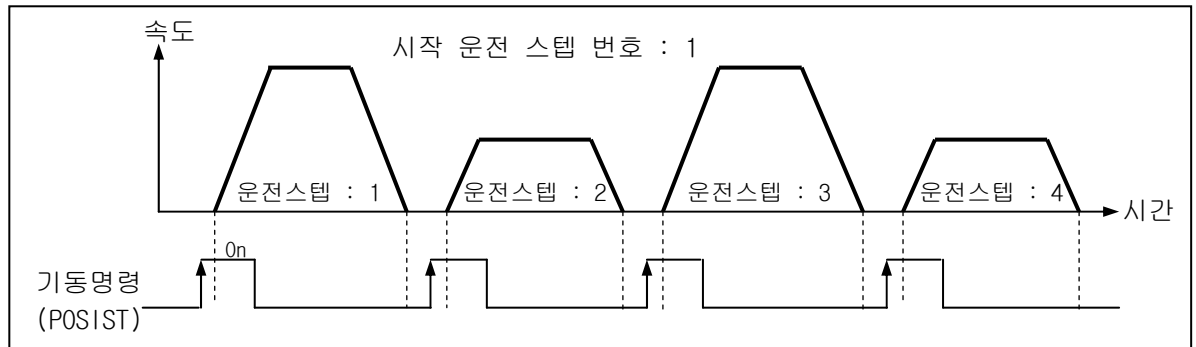 속도
시작 운전 스텝 번호 : 1
운전스텝 : 1
운전스텝 : 2
운전스텝 : 3
운전스텝 : 4
시간
On
기동명령
(POSIST)